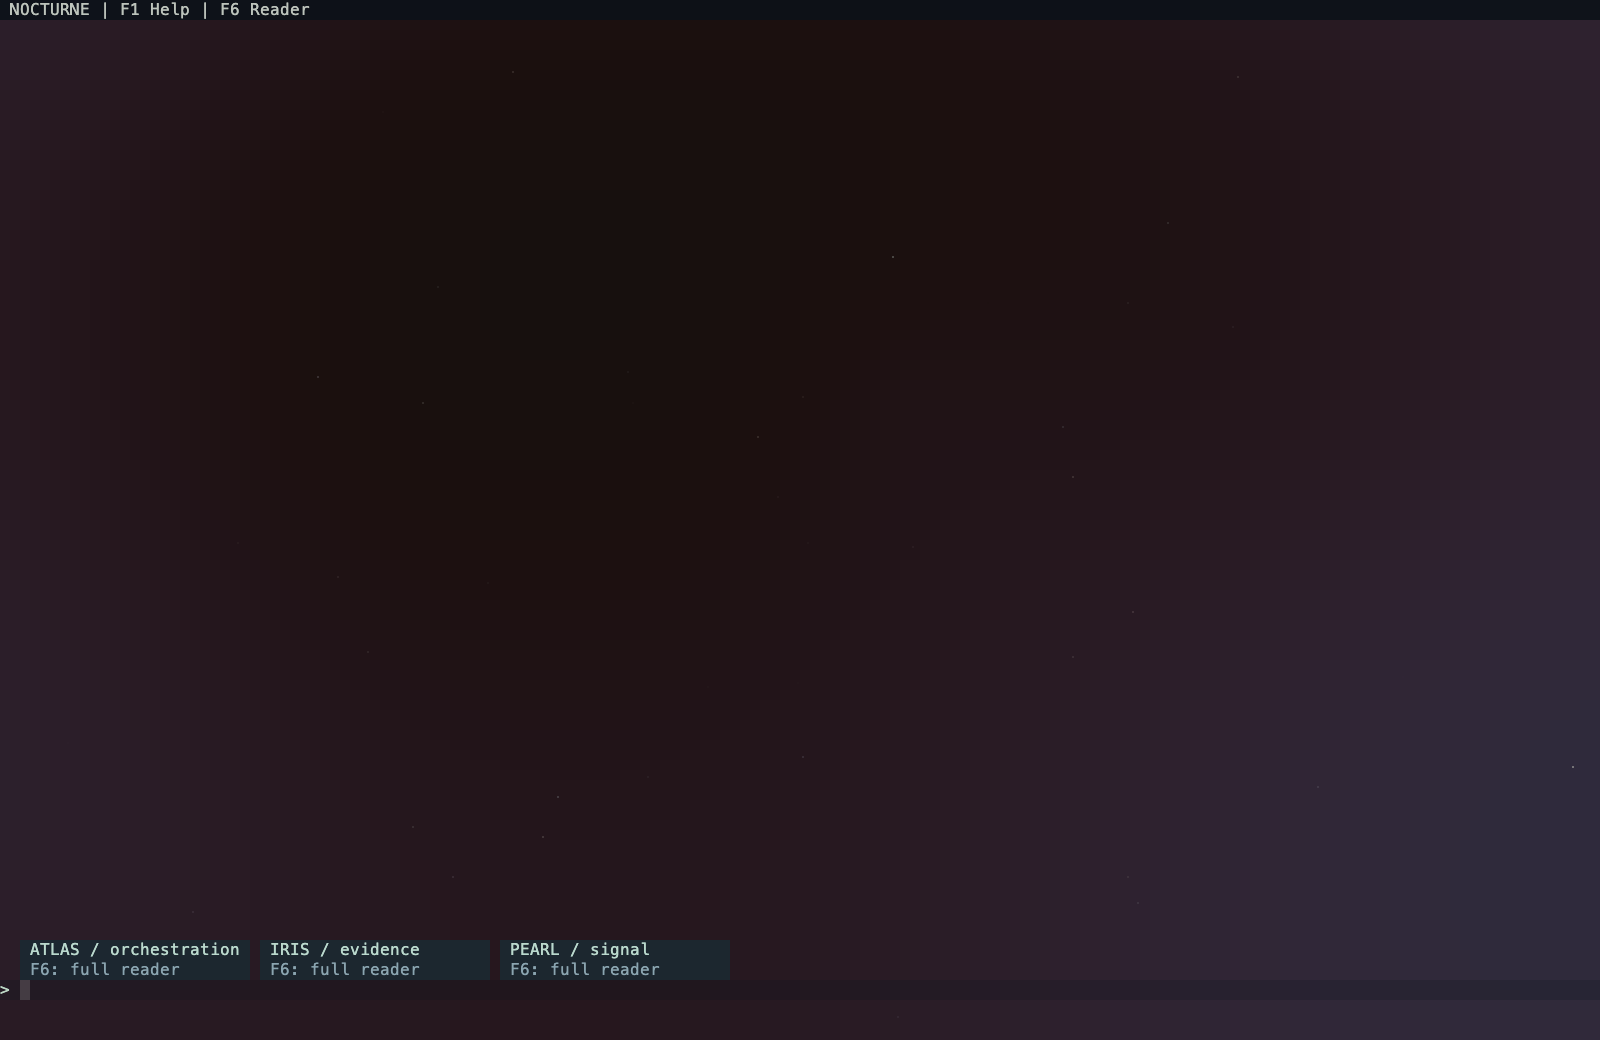 NOCTURNE | F1 Help | F6 Reader
ATLAS / orchestration
F6: full reader
IRIS / evidence
F6: full reader
PEARL / signal
F6: full reader
>